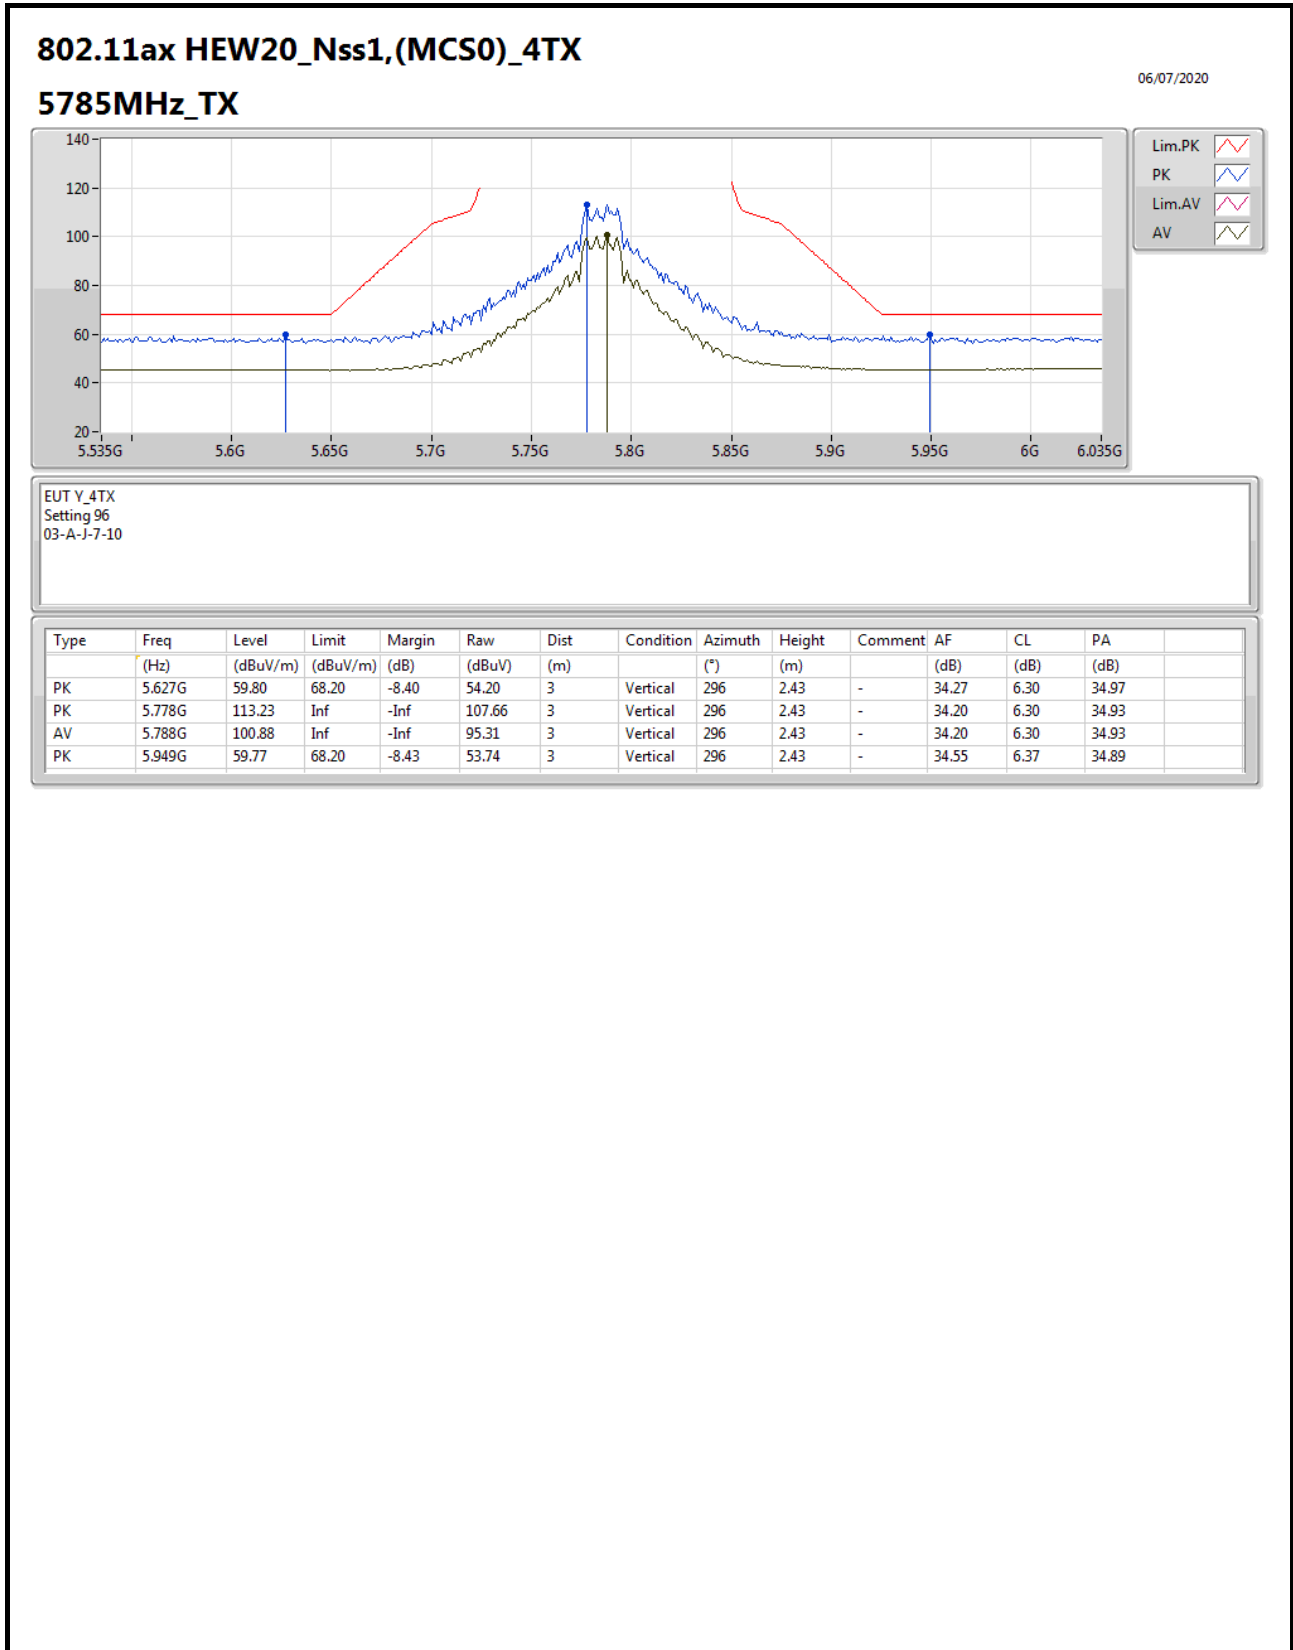 802.11ax HEW20_Nss1,(MCS0)_4TX
06/07/2020
5785MHz_TX
140
120
100
80
60
40
20
5.535G 5.6G 5.65G 5.7G 5.75G 5.8G 5.85G 5.9G 5.95G 6G 6.035G
Lim.PK
PK
Lim.AV
AV
EUT Y_4TX
Setting 96
03-A-J-7-10
Type Freq Level Limit Margin Raw Dist Condition Azimuth Height Comment AF CL PA
(Hz) (dBuV/m) (dBuV/m) (dB) (dBuV) (m) (°) (m) (dB) (dB) (dB)
PK 5.627G 59.80 68.20 -8.40 54.20 3 Vertical 296 2.43 - 34.27 6.30 34.97
PK 5.778G 113.23 Inf -Inf 107.66 3 Vertical 296 2.43 - 34.20 6.30 34.93
AV 5.788G 100.88 Inf -Inf 95.31 3 Vertical 296 2.43 - 34.20 6.30 34.93
PK 5.949G 59.77 68.20 -8.43 53.74 3 Vertical 296 2.43 - 34.55 6.37 34.89